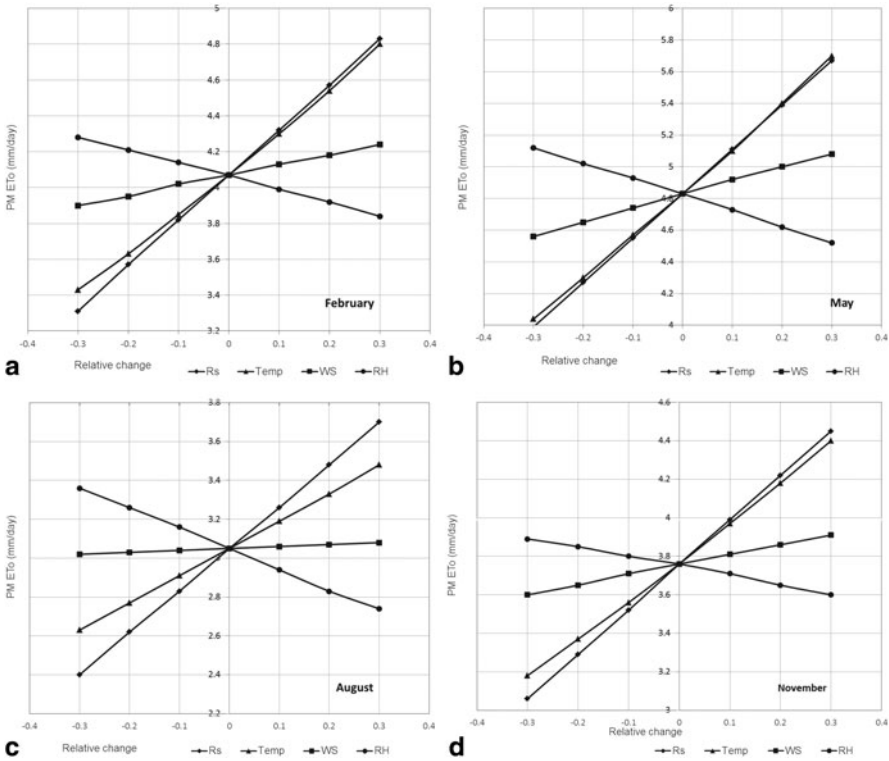 5
4.8
4.6
4.4
4.2
3.8
3.6
3.4
3.2
PM ETo (mm/day)
February
-0.4 -0.3 -0.2 -0.1 0 0.1 0.2 0.3 0.4
Relative change
Rs Temp WS RH
a
6
5.8
5.6
5.4
5.2
5
4.8
4.6
4.4
4.2
4
PM ETo (mm/day)
May
-0.4 -0.3 -0.2 -0.1 0 0.1 0.2 0.3 0.4
Relative change
Rs Temp WS RH
b
3.8
3.6
3.4
3.2
2.8
2.6
2.4
2.2
PM ETo (mm/day)
August
-0.4 -0.3 -0.2 -0.1 0 0.1 0.2 0.3 0.4
Relative change
Rs Temp WS RH
c
4.6
4.4
4.2
4
3.8
3.6
3.4
3.2
3
PM ETo (mm/day)
November
-0.4 -0.3 -0.2 -0.1 0 0.1 0.2 0.3 0.4
Relative change
Rs Temp WS RH
d